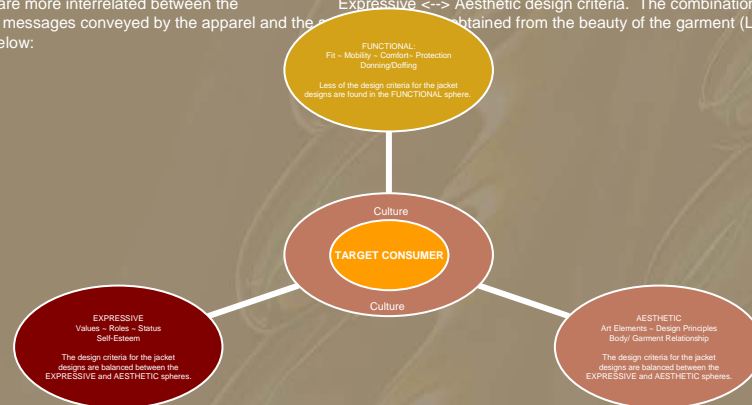 are more interrelated between the Expressive <--> Aesthetic design criteria. The combination
messages conveyed by the apparel and the obtained from the beauty of the garment (L
elow:
FUNCTIONAL:
Fit ~ Mobility ~ Comfort~ Protection
Donning/Doffing
Less of the design criteria for the jacket
designs are found in the FUNCTIONAL sphere.
Culture
TARGET CONSUMER
Culture
EXPRESSIVE
Values ~ Roles ~ Status
Self-Esteem
The design criteria for the jacket
designs are balanced between the
EXPRESSIVE and AESTHETIC spheres.
AESTHETIC
Art Elements ~ Design Principles
Body/ Garment Relationship
The design criteria for the jacket
designs are balanced between the
EXPRESSIVE and AESTHETIC spheres.